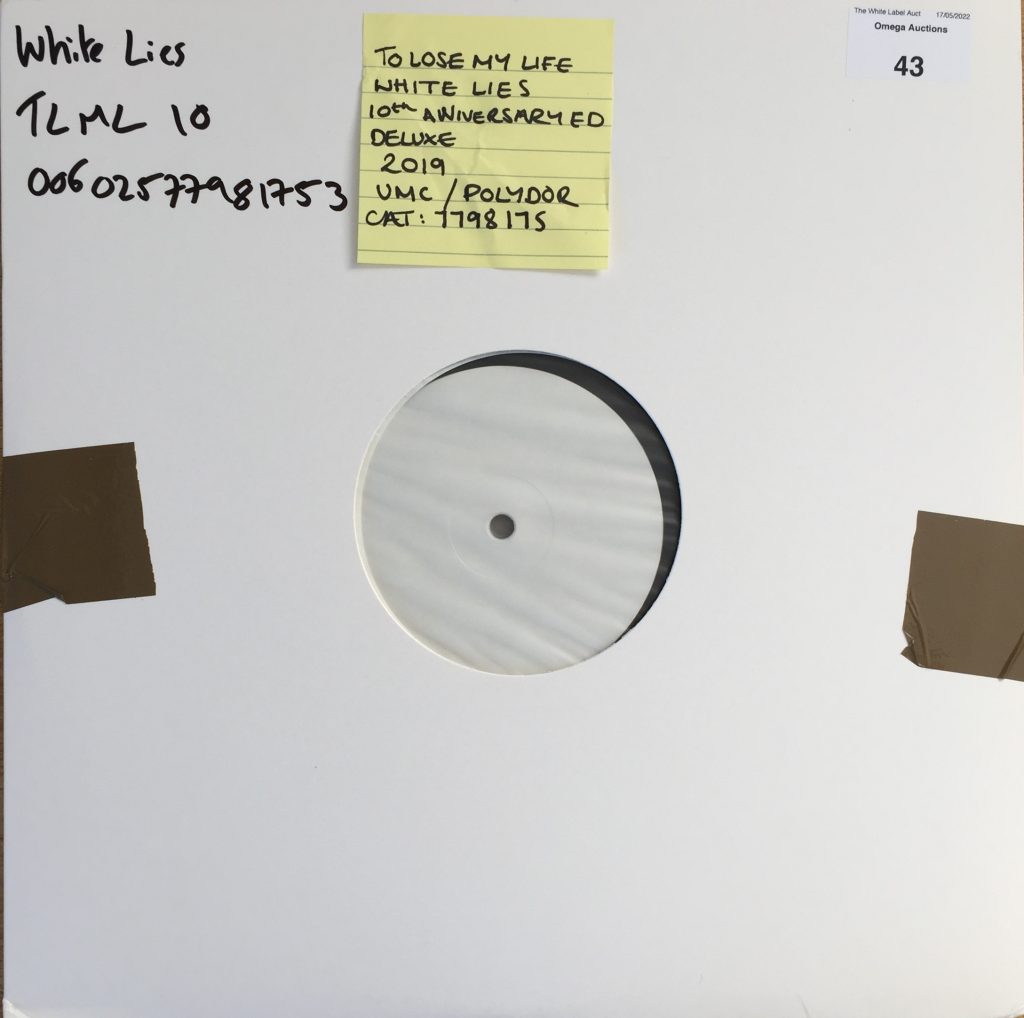 White Lies
TLML 10
00602577981753
TO LOSE MY LIFE
WHITE LIES
10th ANIVERSARY ED
DELUXE
2019
UMC / POLYDOR
CAT: 7798175
The White Label Auct 17/05/2022
Omega Auctions
43